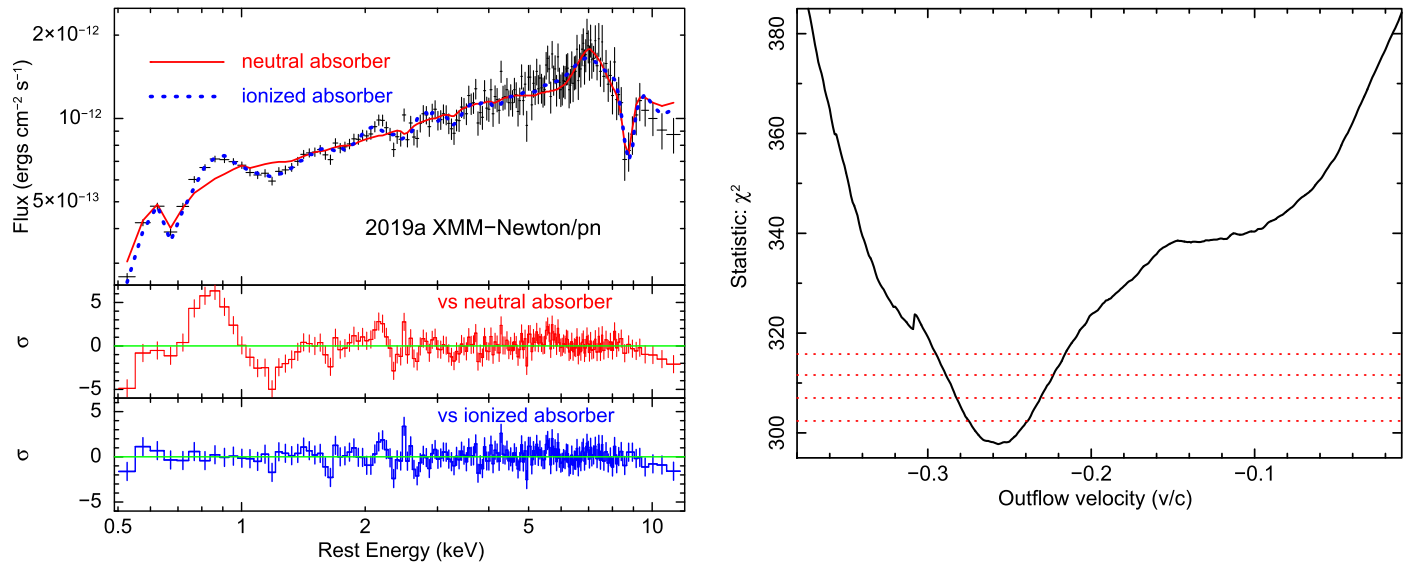 2×10⁻¹²
10⁻¹²
5×10⁻¹³
Flux (ergs cm⁻² s⁻¹)
neutral absorber
ionized absorber
2019a XMM−Newton/pn
vs neutral absorber
5
0
−5
σ
vs ionized absorber
5
0
−5
σ
0.5
1
2
5
10
Rest Energy (keV)
380
360
340
320
300
Statistic: χ²
−0.3
−0.2
−0.1
Outflow velocity (v/c)